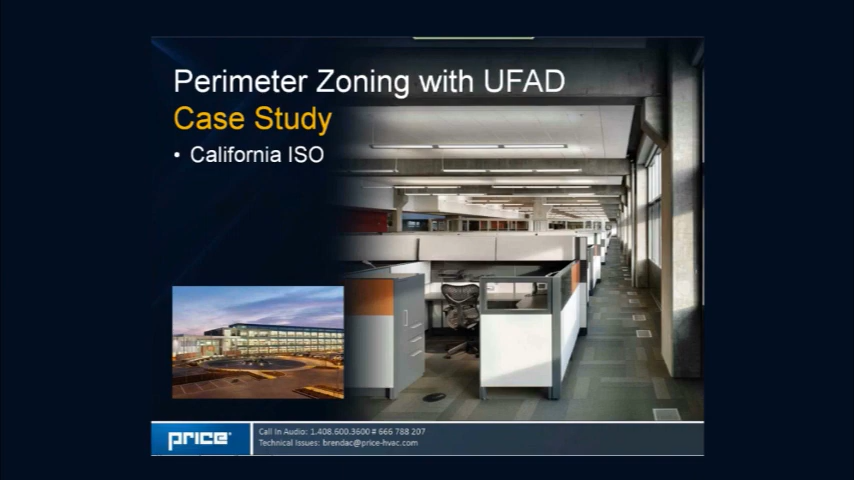 Perimeter Zoning with UFAD
Case Study
• California ISO
price
Call In Audio: 1.408.600.3600 # 666 788 207
Technical Issues: brendac@price-hvac.com